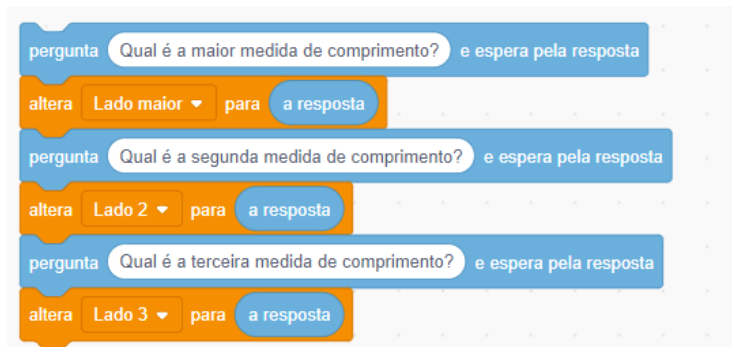 pergunta Qual é a maior medida de comprimento? e espera pela resposta
altera Lado maior para a resposta
pergunta Qual é a segunda medida de comprimento? e espera pela resposta
altera Lado 2 para a resposta
pergunta Qual é a terceira medida de comprimento? e espera pela resposta
altera Lado 3 para a resposta